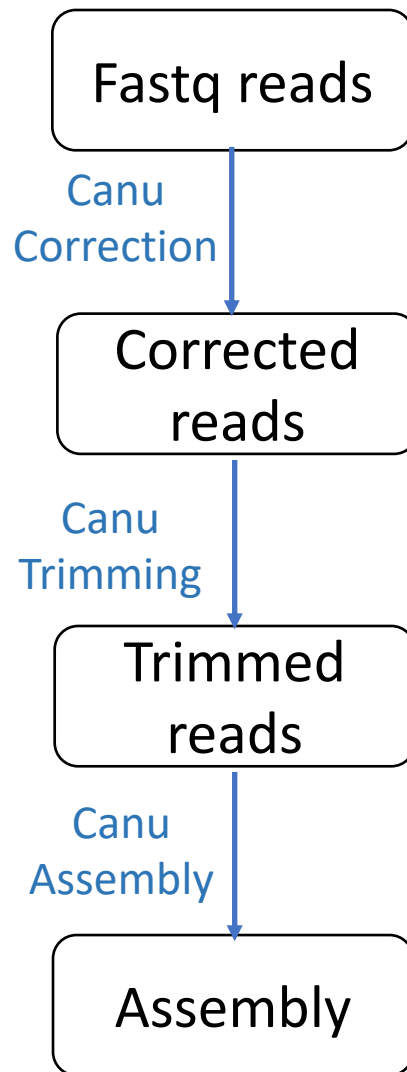 Fastq reads
Canu
Correction
Corrected
reads
Canu
Trimming
Trimmed
reads
Canu
Assembly
Assembly